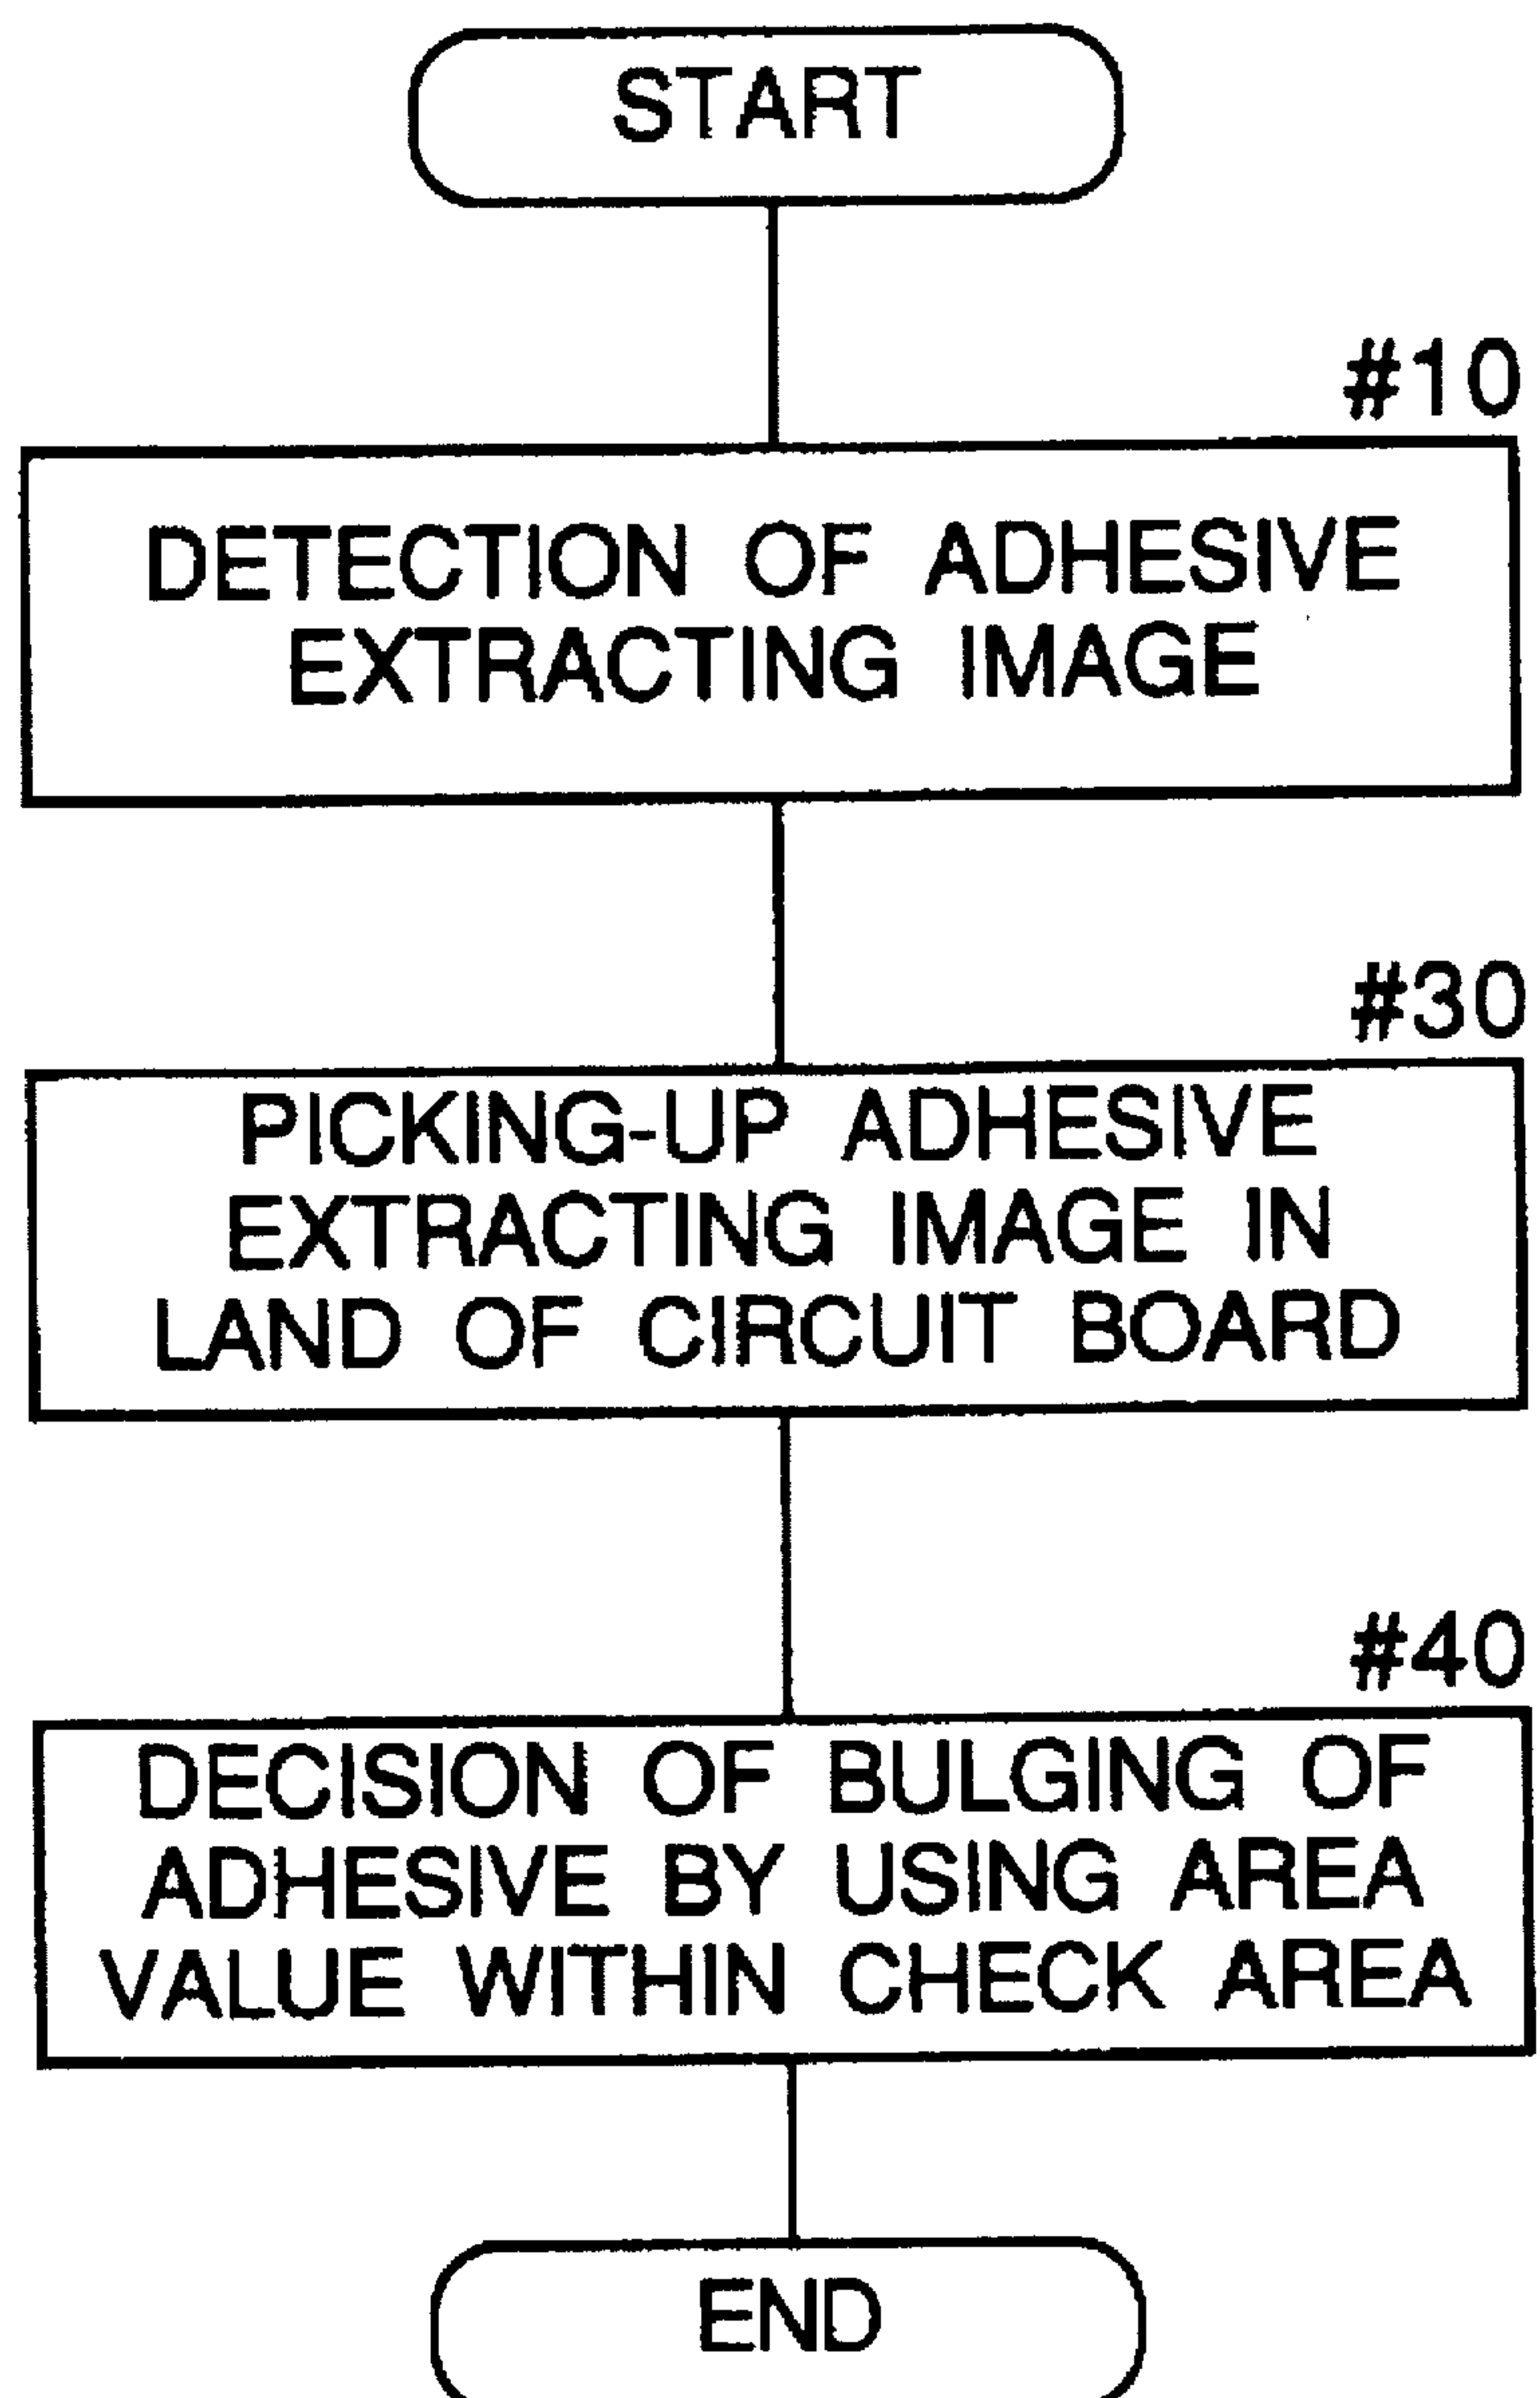 START
#10
DETECTION OF ADHESIVE
EXTRACTING IMAGE
#30
PICKING-UP ADHESIVE
EXTRACTING IMAGE IN
LAND OF CIRCUIT BOARD
#40
DECISION OF BULGING OF
ADHESIVE BY USING AREA
VALUE WITHIN CHECK AREA
END